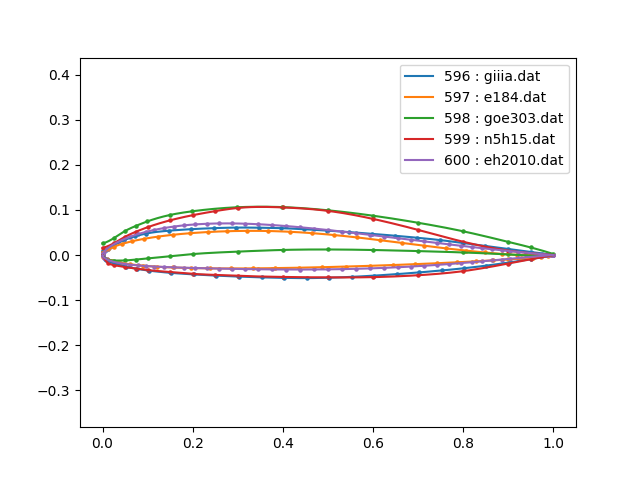 0.4
0.3
0.2
0.1
0.0
−0.1
−0.2
−0.3
0.0
0.2
0.4
0.6
0.8
1.0
596 : giiia.dat
597 : e184.dat
598 : goe303.dat
599 : n5h15.dat
600 : eh2010.dat